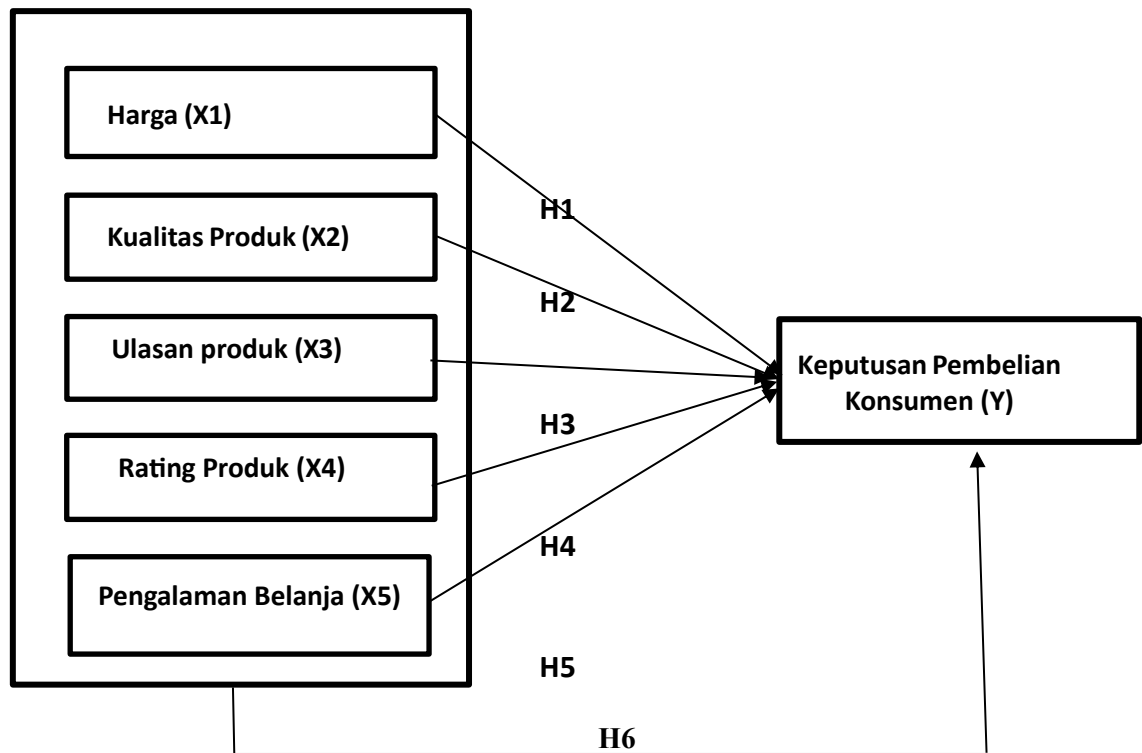 Harga (X1)
Kualitas Produk (X2)
Ulasan produk (X3)
Rating Produk (X4)
Pengalaman Belanja (X5)
H1
H2
H3
H4
H5
H6
Keputusan Pembelian
Konsumen (Y)